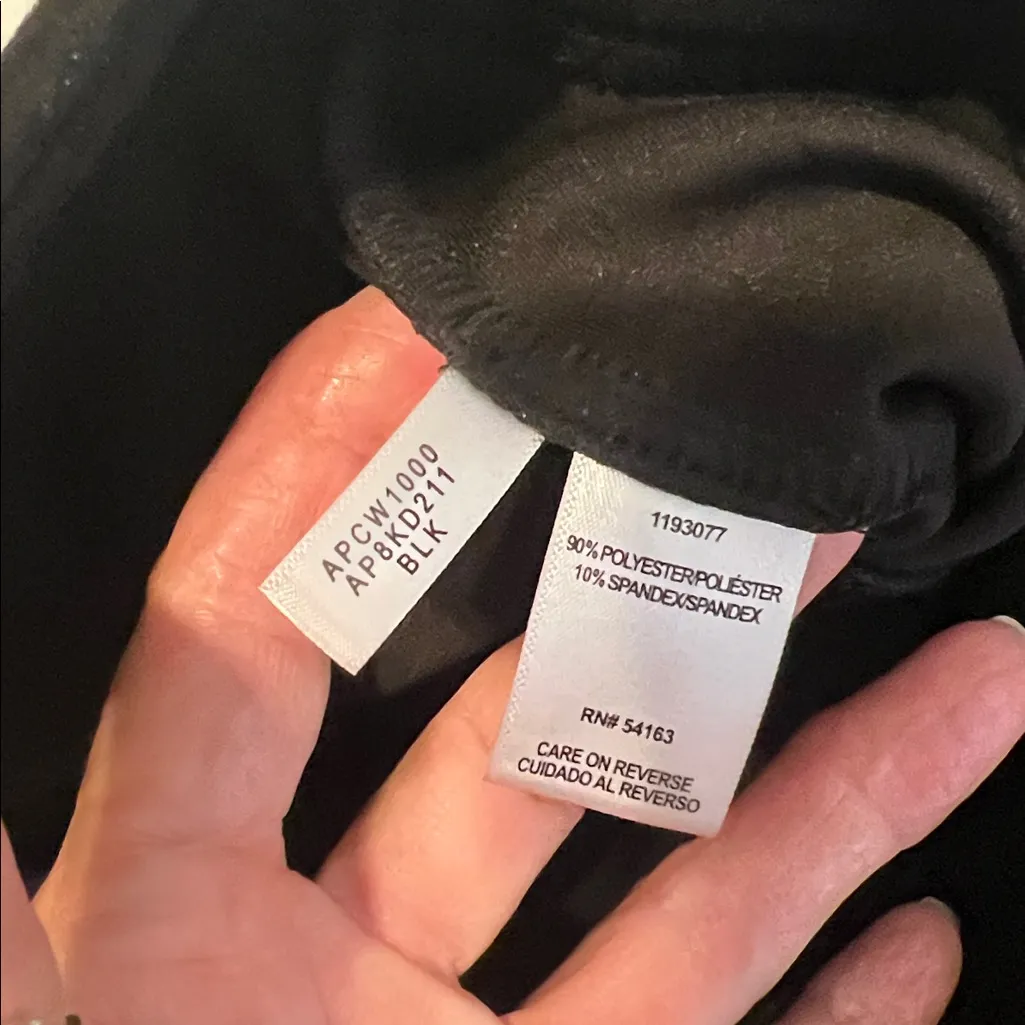 APCW1000
AP8KD211
BLK
1193077
90% POLYESTER/POLIÉSTER
10% SPANDEX/SPANDEX
RN# 54163
CARE ON REVERSE
CUIDADO AL REVERSO